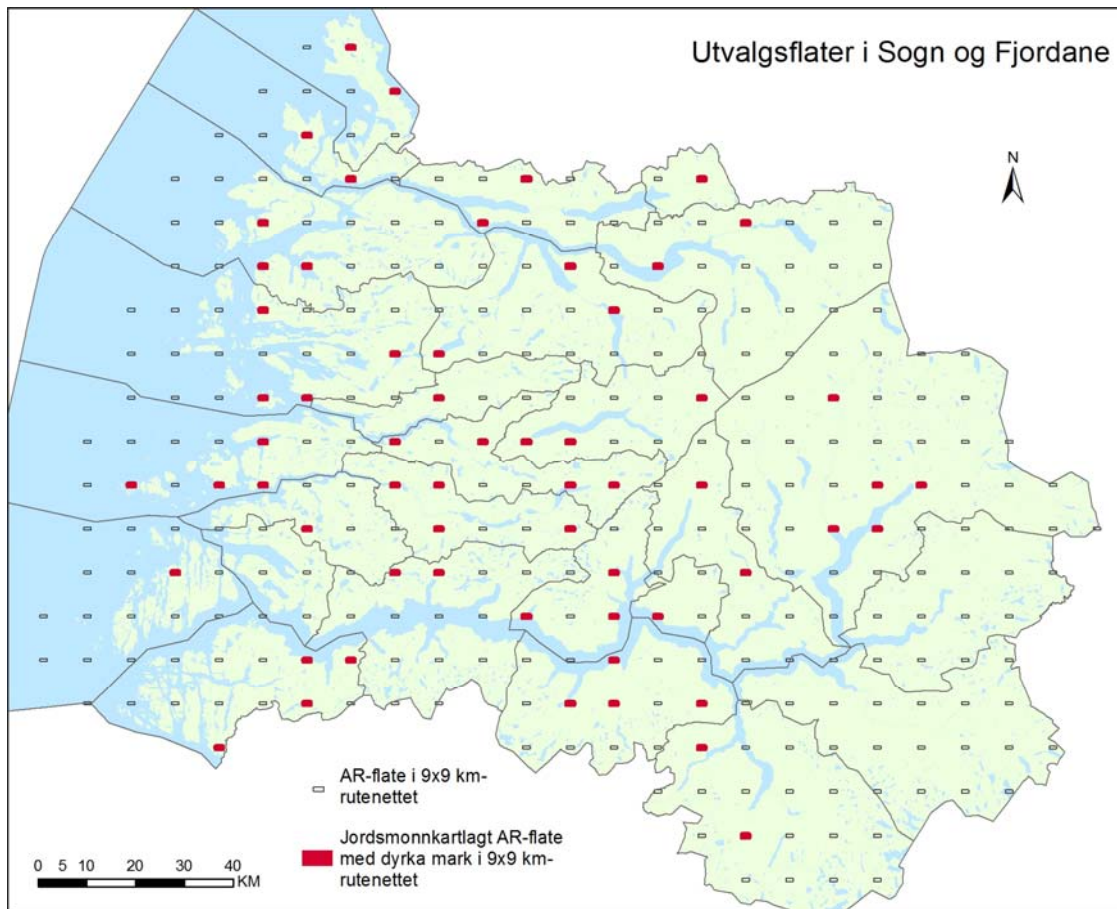 Utvalgsflater i Sogn og Fjordane
N
AR-flate i 9x9 km-
rutenettet
Jordsmonnkartlagt AR-flate
med dyrka mark i 9x9 km-
rutenettet
0 5 10 20 30 40
KM